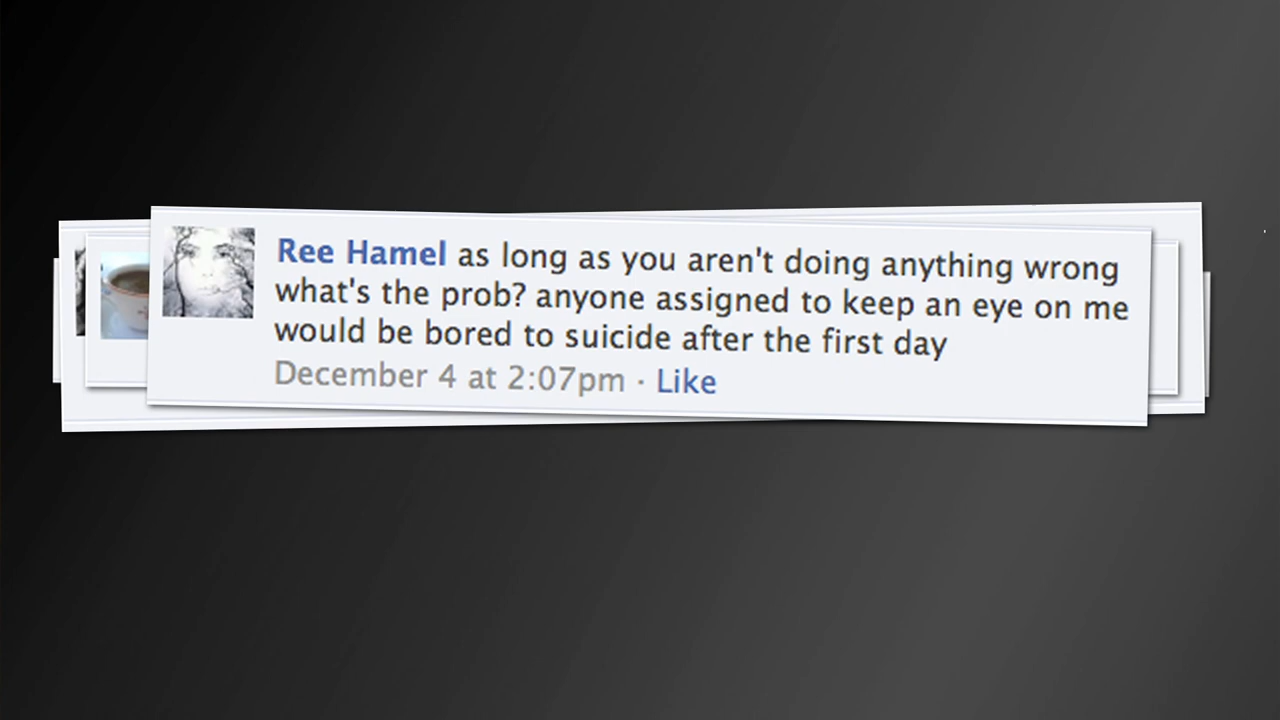 Ree Hamel as long as you aren't doing anything wrong
what's the prob? anyone assigned to keep an eye on me
would be bored to suicide after the first day
December 4 at 2:07pm · Like